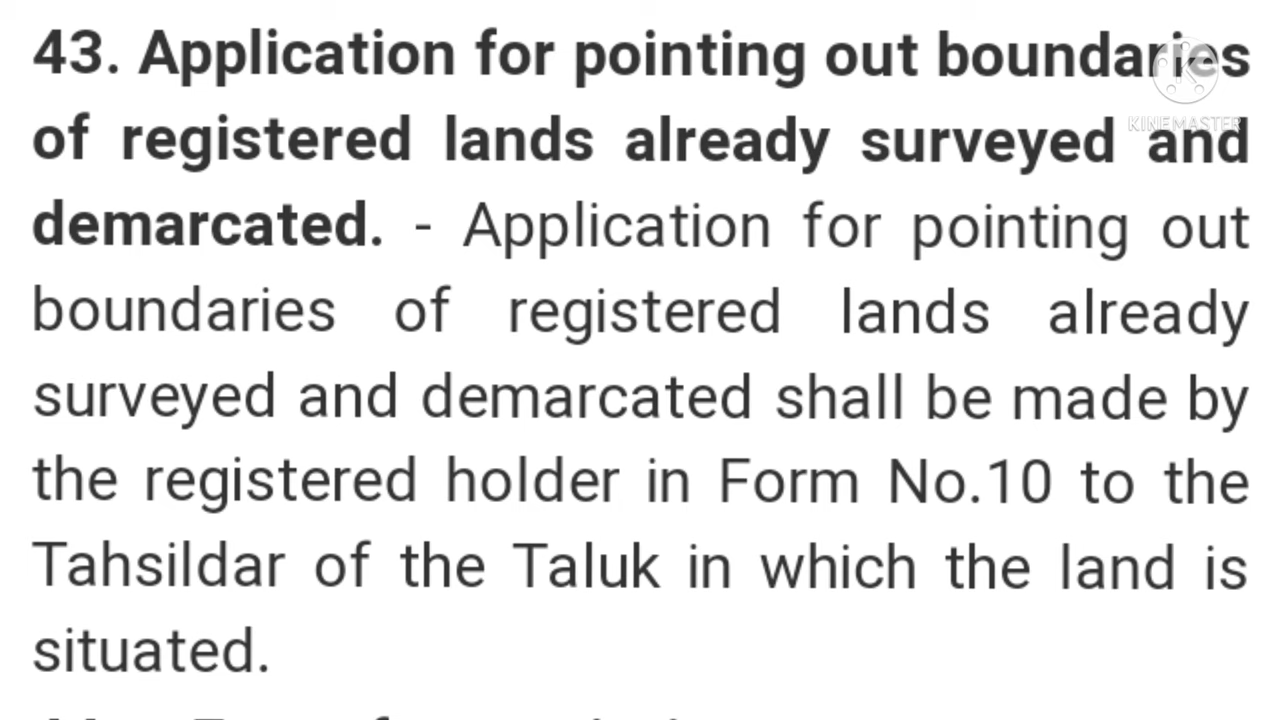 43. Application for pointing out boundaries
of registered lands already surveyed and
demarcated. - Application for pointing out
boundaries of registered lands already
surveyed and demarcated shall be made by
the registered holder in Form No.10 to the
Tahsildar of the Taluk in which the land is
situated.
KINEMASTER